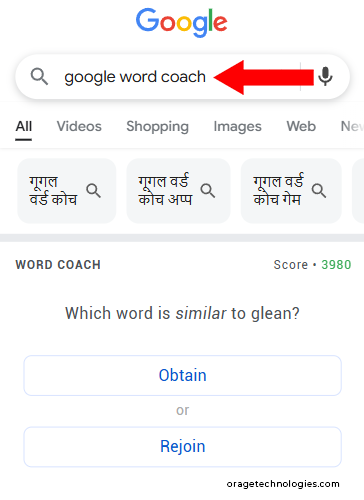 Google
google word coach
All Videos Shopping Images Web
गूगल गूगल वर्ड गूगल वर्ड
वर्ड कोच कोच अप्प कोच गेम
WORD COACH Score • 3980
Which word is similar to glean?
Obtain
or
Rejoin
oragetechnologies.com